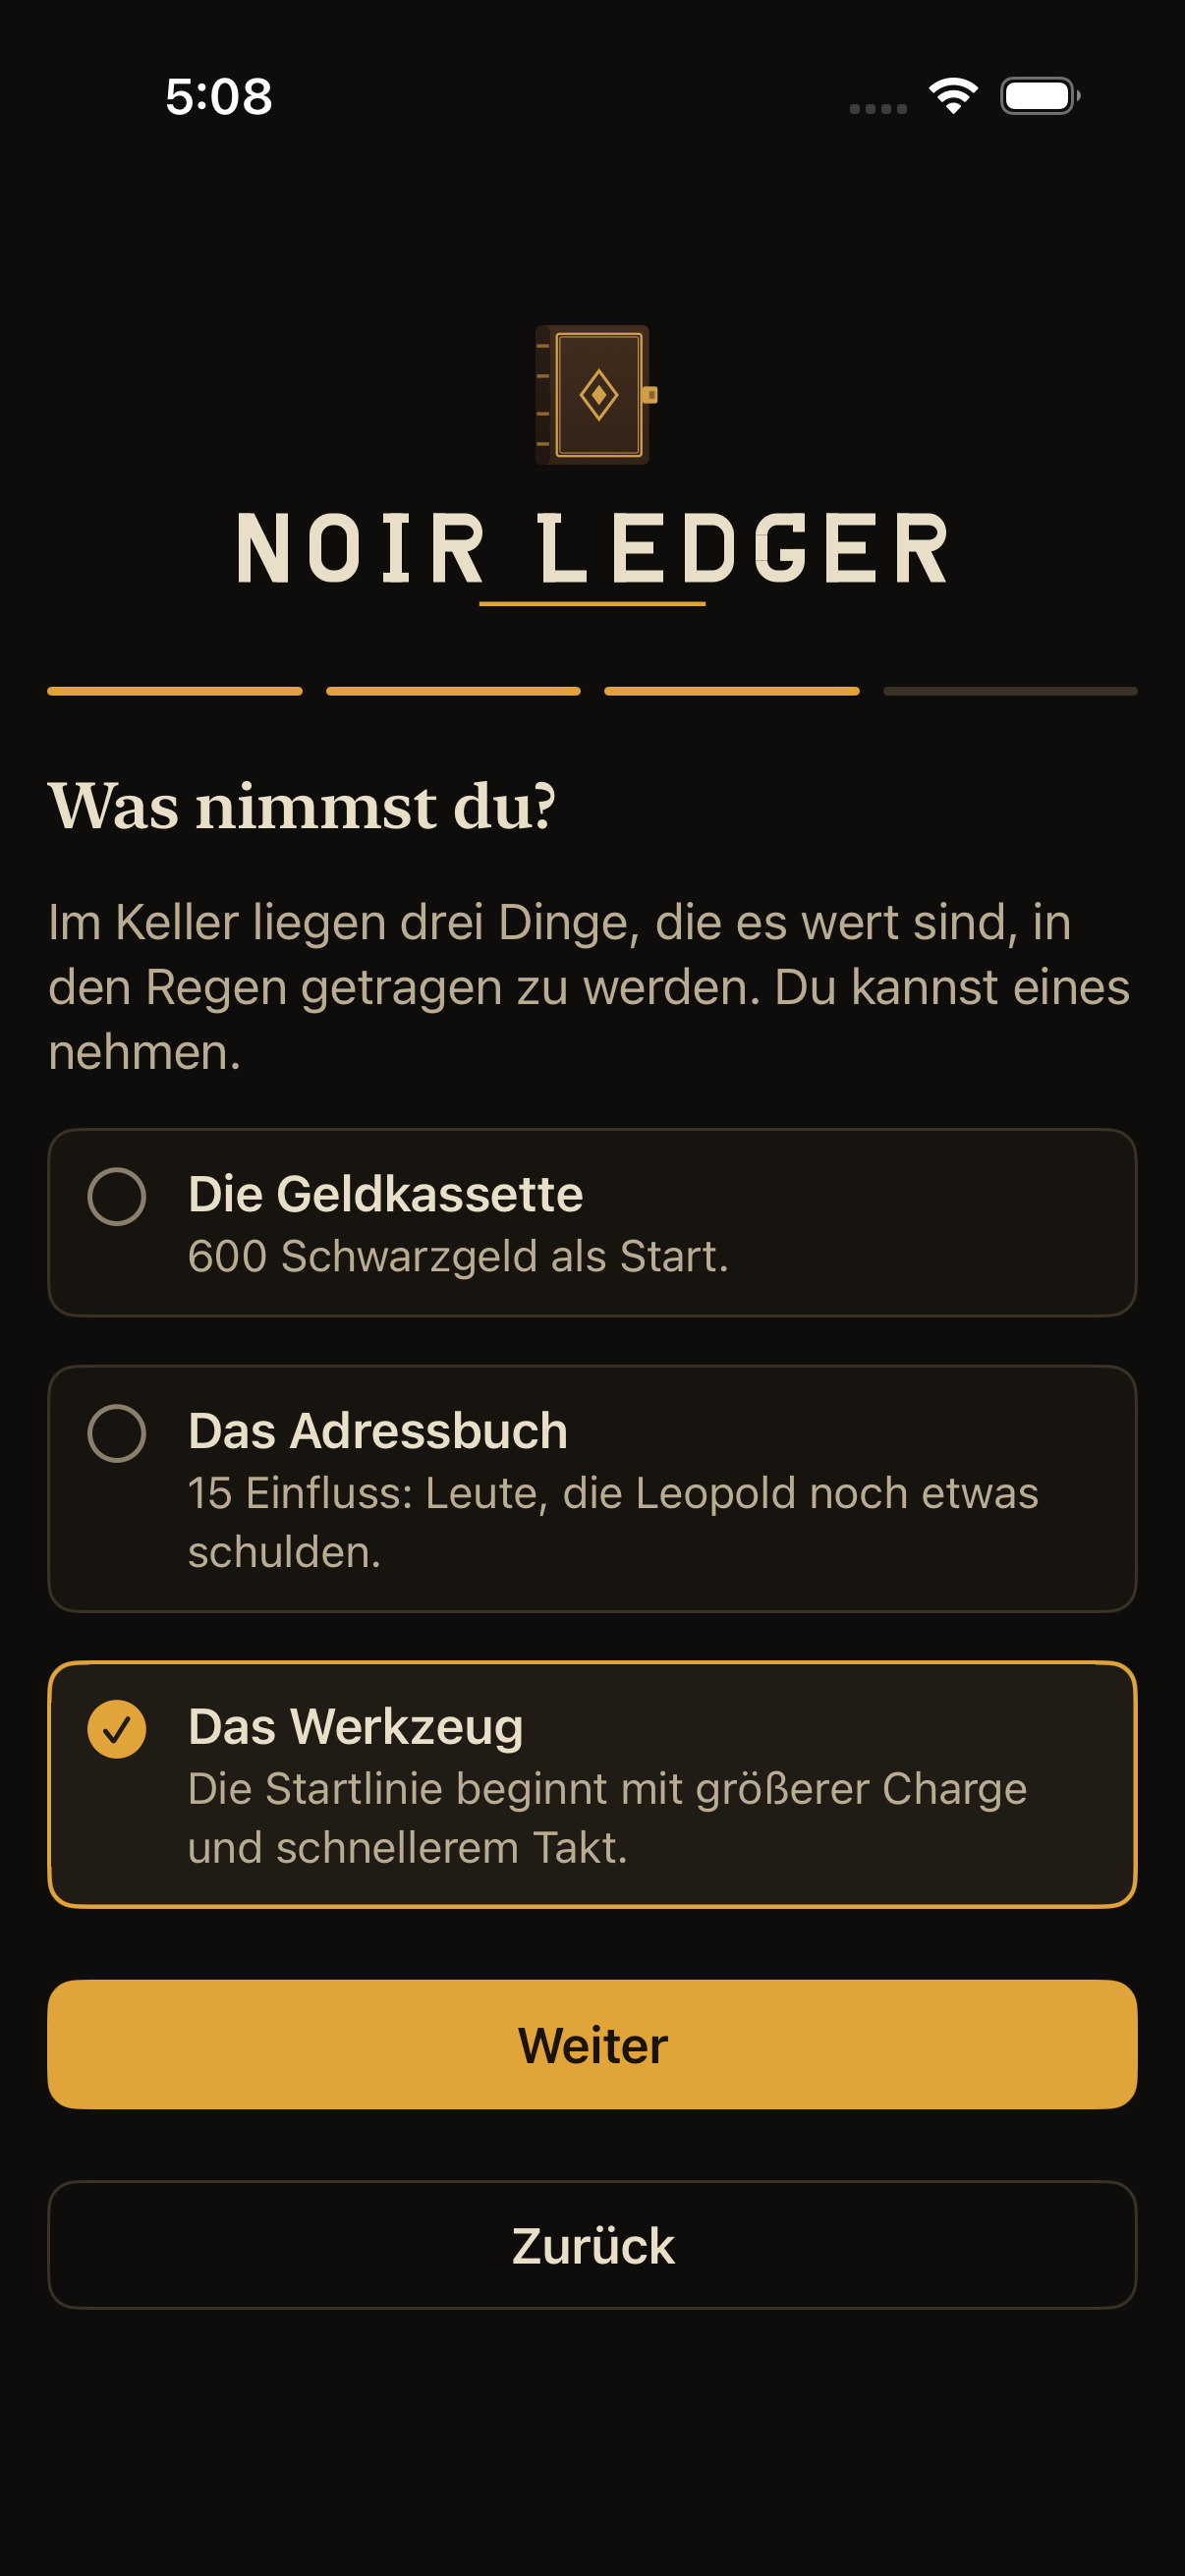 5:08
NOIR LEDGER
Was nimmst du?
Im Keller liegen drei Dinge, die es wert sind, in
den Regen getragen zu werden. Du kannst eines
nehmen.
Die Geldkassette
600 Schwarzgeld als Start.
Das Adressbuch
15 Einfluss: Leute, die Leopold noch etwas
schulden.
Das Werkzeug
Die Startlinie beginnt mit größerer Charge
und schnellerem Takt.
Weiter
Zurück